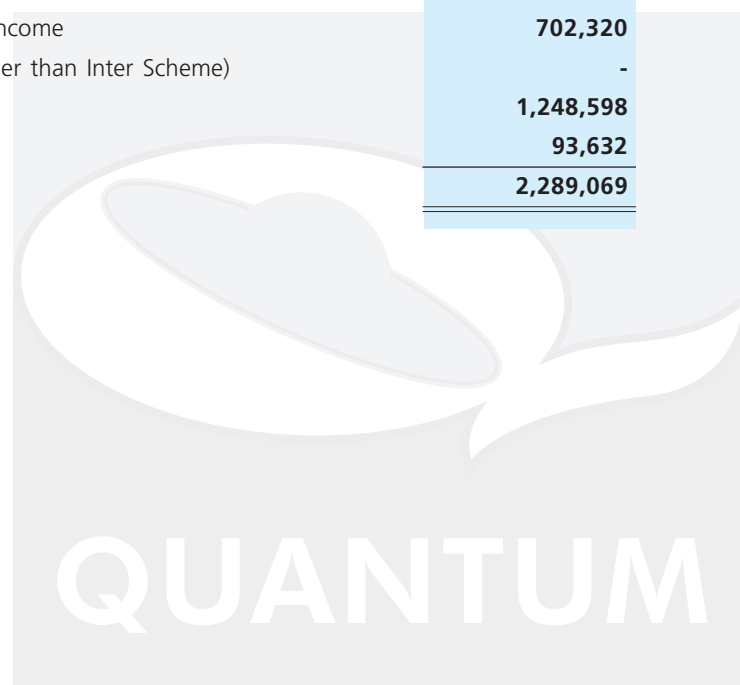 ncome 702,320
er than Inter Scheme) -
1,248,598
93,632
2,289,069
QUANTUM